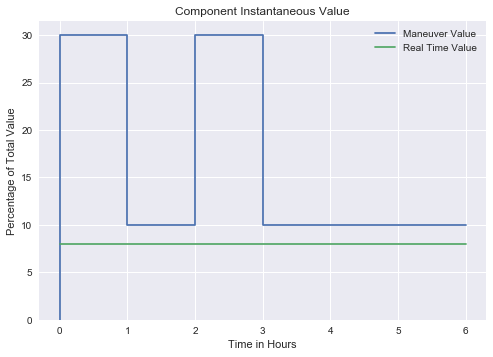 Component Instantaneous Value
Maneuver Value
Real Time Value
Percentage of Total Value
30
25
20
15
10
5
0
0 1 2 3 4 5 6
Time in Hours